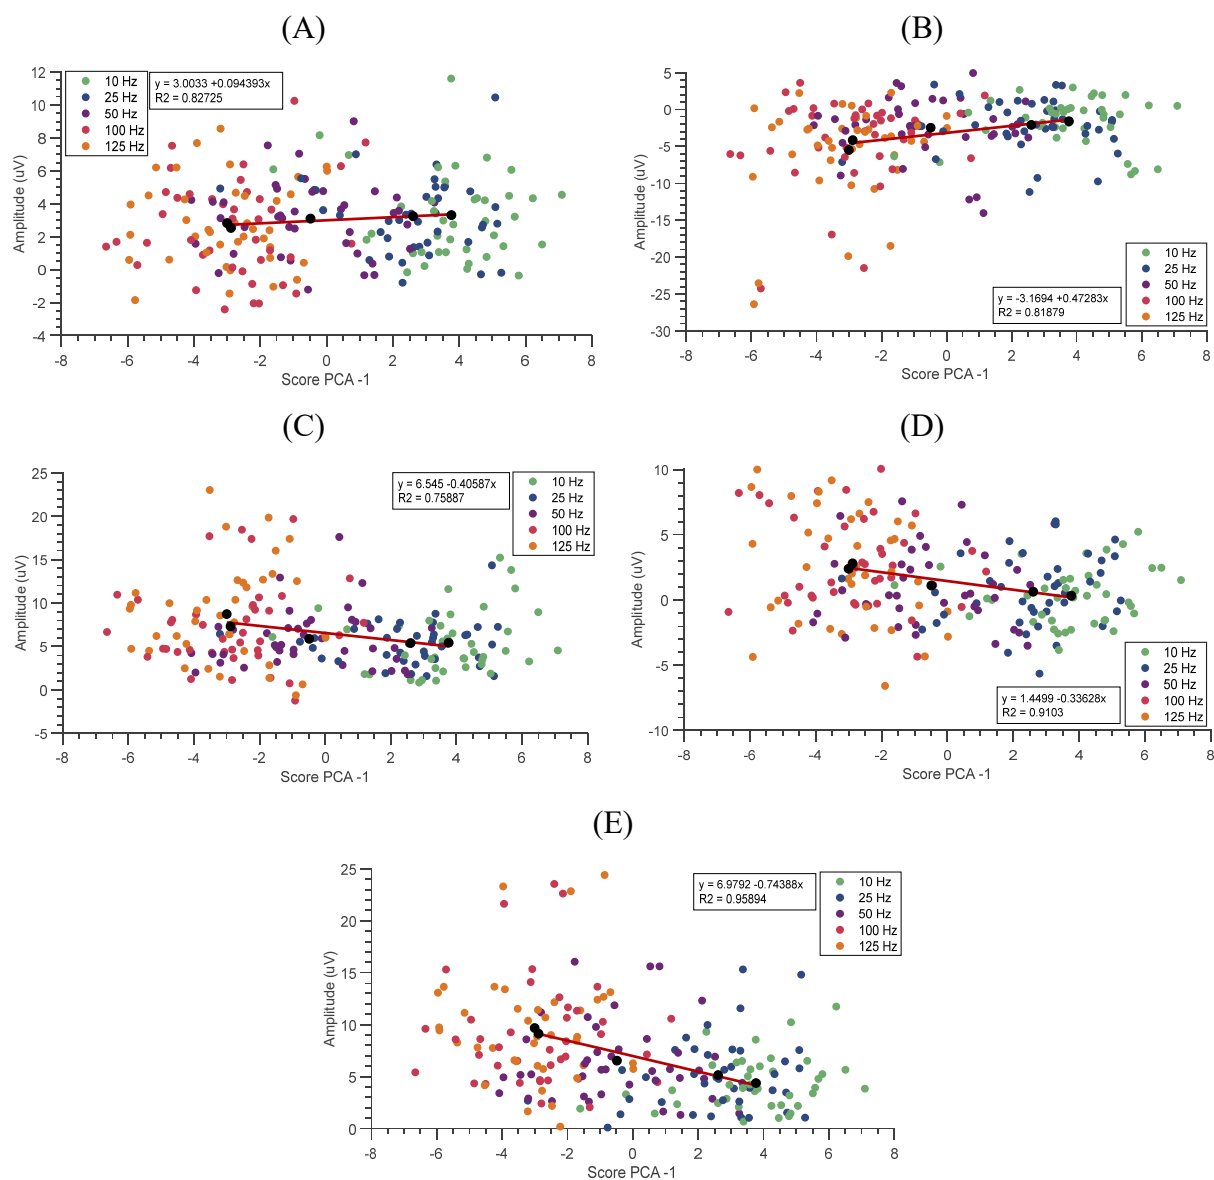 (A)
12
10
8
6
4
2
0
-2
-4
-8
-6
-4
-2
0
2
4
6
8
Amplitude (uV)
Score PCA -1
10 Hz
25 Hz
50 Hz
100 Hz
125 Hz
y = 3.0033 +0.094393x
R2 = 0.82725
(B)
5
0
-5
-10
-15
-20
-25
-30
-8
-6
-4
-2
0
2
4
6
8
Amplitude (uV)
Score PCA -1
y = -3.1694 +0.47283x
R2 = 0.81879
10 Hz
25 Hz
50 Hz
100 Hz
125 Hz
(C)
25
20
15
10
5
0
-5
-8
-6
-4
-2
0
2
4
6
8
Amplitude (uV)
Score PCA -1
y = 6.545 -0.40587x
R2 = 0.75887
10 Hz
25 Hz
50 Hz
100 Hz
125 Hz
(D)
10
5
0
-5
-10
-8
-6
-4
-2
0
2
4
6
8
Amplitude (uV)
Score PCA -1
y = 1.4499 -0.33628x
R2 = 0.9103
10 Hz
25 Hz
50 Hz
100 Hz
125 Hz
(E)
25
20
15
10
5
0
-8
-6
-4
-2
0
2
4
6
8
Amplitude (uV)
Score PCA -1
y = 6.9792 -0.74388x
R2 = 0.95894
10 Hz
25 Hz
50 Hz
100 Hz
125 Hz